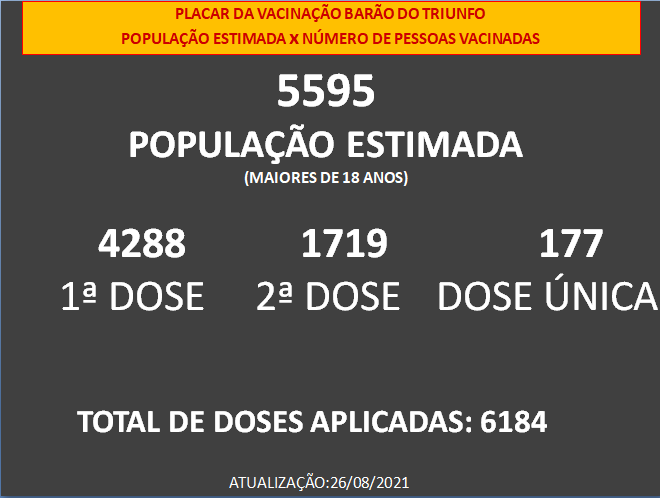 PLACAR DA VACINAÇÃO BARÃO DO TRIUNFO
POPULAÇÃO ESTIMADA X NÚMERO DE PESSOAS VACINADAS
5595
POPULAÇÃO ESTIMADA
(MAIORES DE 18 ANOS)
4288 1719 177
1ª DOSE 2ª DOSE DOSE ÚNICA
TOTAL DE DOSES APLICADAS: 6184
ATUALIZAÇÃO:26/08/2021